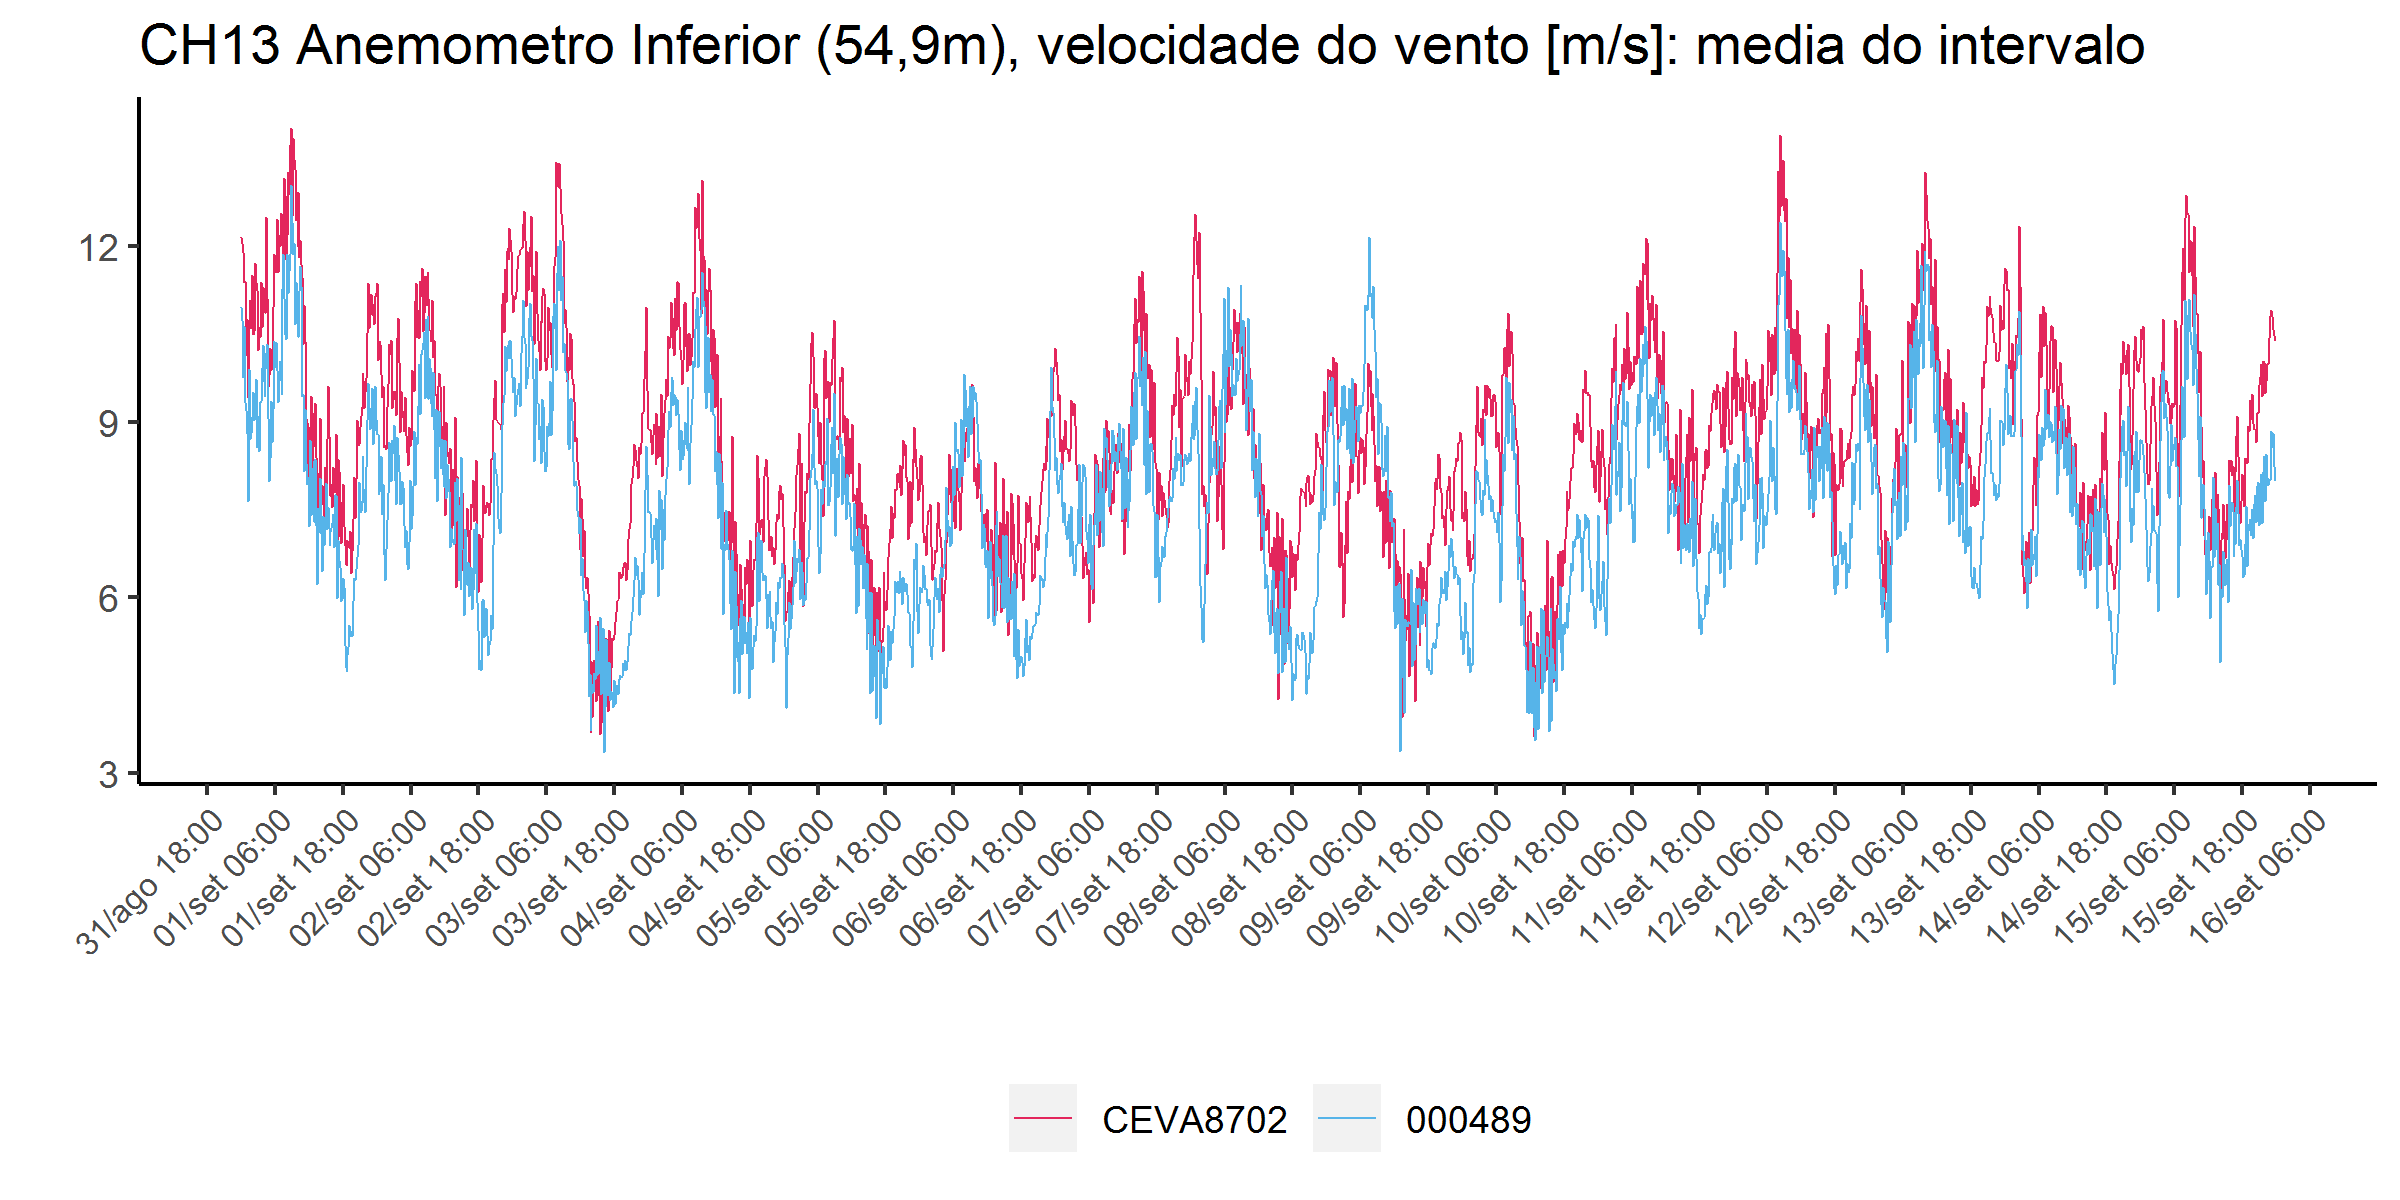 CH13 Anemometro Inferior (54,9m), velocidade do vento [m/s]: media do intervalo
12
9
6
3
31/ago 18:00
01/set 06:00
01/set 18:00
02/set 06:00
02/set 18:00
03/set 06:00
03/set 18:00
04/set 06:00
04/set 18:00
05/set 06:00
05/set 18:00
06/set 06:00
06/set 18:00
07/set 06:00
07/set 18:00
08/set 06:00
08/set 18:00
09/set 06:00
09/set 18:00
10/set 06:00
10/set 18:00
11/set 06:00
11/set 18:00
12/set 06:00
12/set 18:00
13/set 06:00
13/set 18:00
14/set 06:00
14/set 18:00
15/set 06:00
15/set 18:00
16/set 06:00
CEVA8702
000489